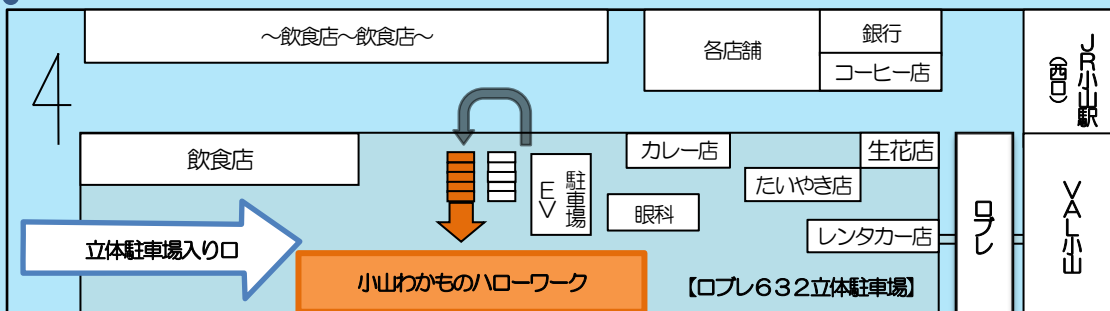 ～飲食店～飲食店～
各店舗
銀行
コーヒー店
JR小山駅
（西口）
飲食店
駐車場
EV
カレー店
生花店
たいやき店
眼科
レンタカー店
ロブレ
VAL小山
立体駐車場入り口
小山わかものハローワーク
【ロブレ６３２立体駐車場】